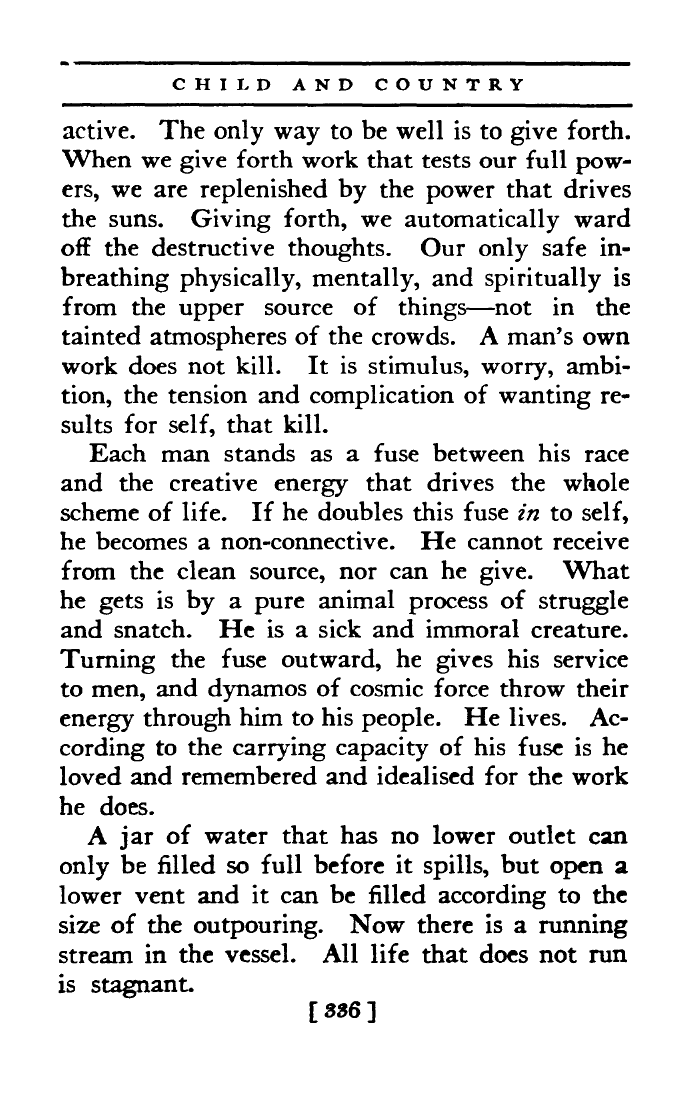 CHILD AND COUNTRY
active. The only way to be well is to give forth.
When we give forth work that tests our full pow-
ers, we are replenished by the power that drives
the suns. Giving forth, we automatically ward
off the destructive thoughts. Our only safe in-
breathing physically, mentally, and spiritually is
from the upper source of things—not in the
tainted atmospheres of the crowds. A man's own
work does not kill. It is stimulus, worry, ambi-
tion, the tension and complication of wanting re-
sults for self, that kill.
Each man stands as a fuse between his race
and the creative energy that drives the whole
scheme of life. If he doubles this fuse in to self,
he becomes a non-connective. He cannot receive
from the clean source, nor can he give. What
he gets is by a pure animal process of struggle
and snatch. He is a sick and immoral creature.
Turning the fuse outward, he gives his service
to men, and dynamos of cosmic force throw their
energy through him to his people. He lives. Ac-
cording to the carrying capacity of his fuse is he
loved and remembered and idealised for the work
he does.
A jar of water that has no lower outlet can
only be filled so full before it spills, but open a
lower vent and it can be filled according to the
size of the outpouring. Now there is a running
stream in the vessel. All life that does not run
is stagnant.
[ 336 ]